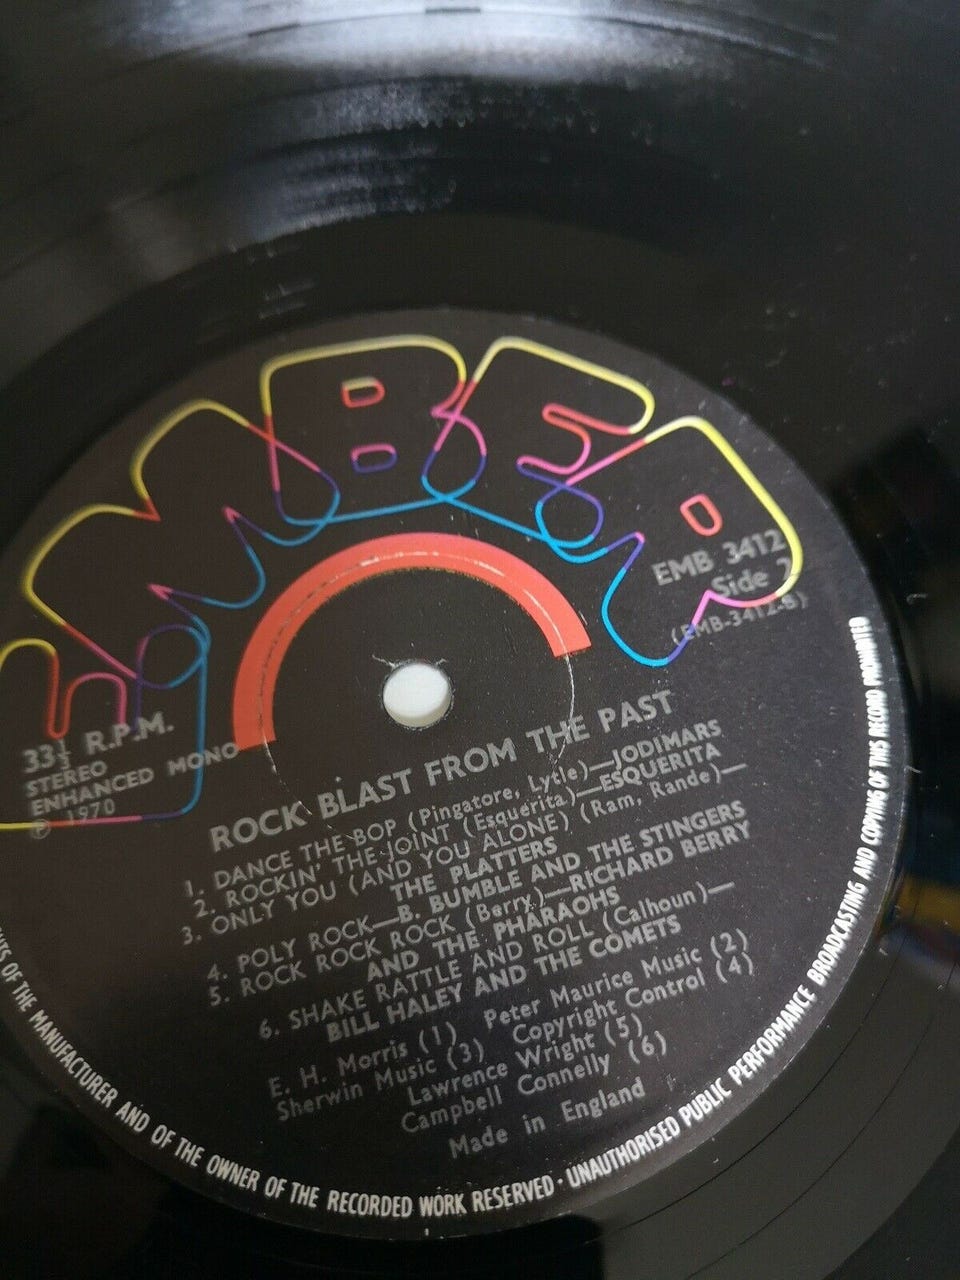 EMBER
EMB 3412
Side 2
(EMB-3412-B)
33⅓ R.P.M.
STEREO
ENHANCED MONO
Ⓟ 1970
ROCK BLAST FROM THE PAST
1. DANCE THE BOP (Pingatore, Lytle)—JODIMARS
2. ROCKIN' THE JOINT (Esquerita)—ESQUERITA
3. ONLY YOU (AND YOU ALONE) (Ram, Rande)—
THE PLATTERS
4. POLY ROCK—B. BUMBLE AND THE STINGERS
5. ROCK ROCK ROCK (Berry)—RICHARD BERRY
AND THE PHARAOHS
6. SHAKE RATTLE AND ROLL (Calhoun)—
BILL HALEY AND THE COMETS
E. H. Morris (1) Peter Maurice Music (2)
Sherwin Music (3) Copyright Control (4)
Lawrence Wright (5)
Campbell Connelly (6)
Made in England
OF THE MANUFACTURER AND OF THE OWNER OF THE RECORDED WORK RESERVED · UNAUTHORISED PUBLIC PERFORMANCE BROADCASTING AND COPYING OF THIS RECORD PROHIBITED